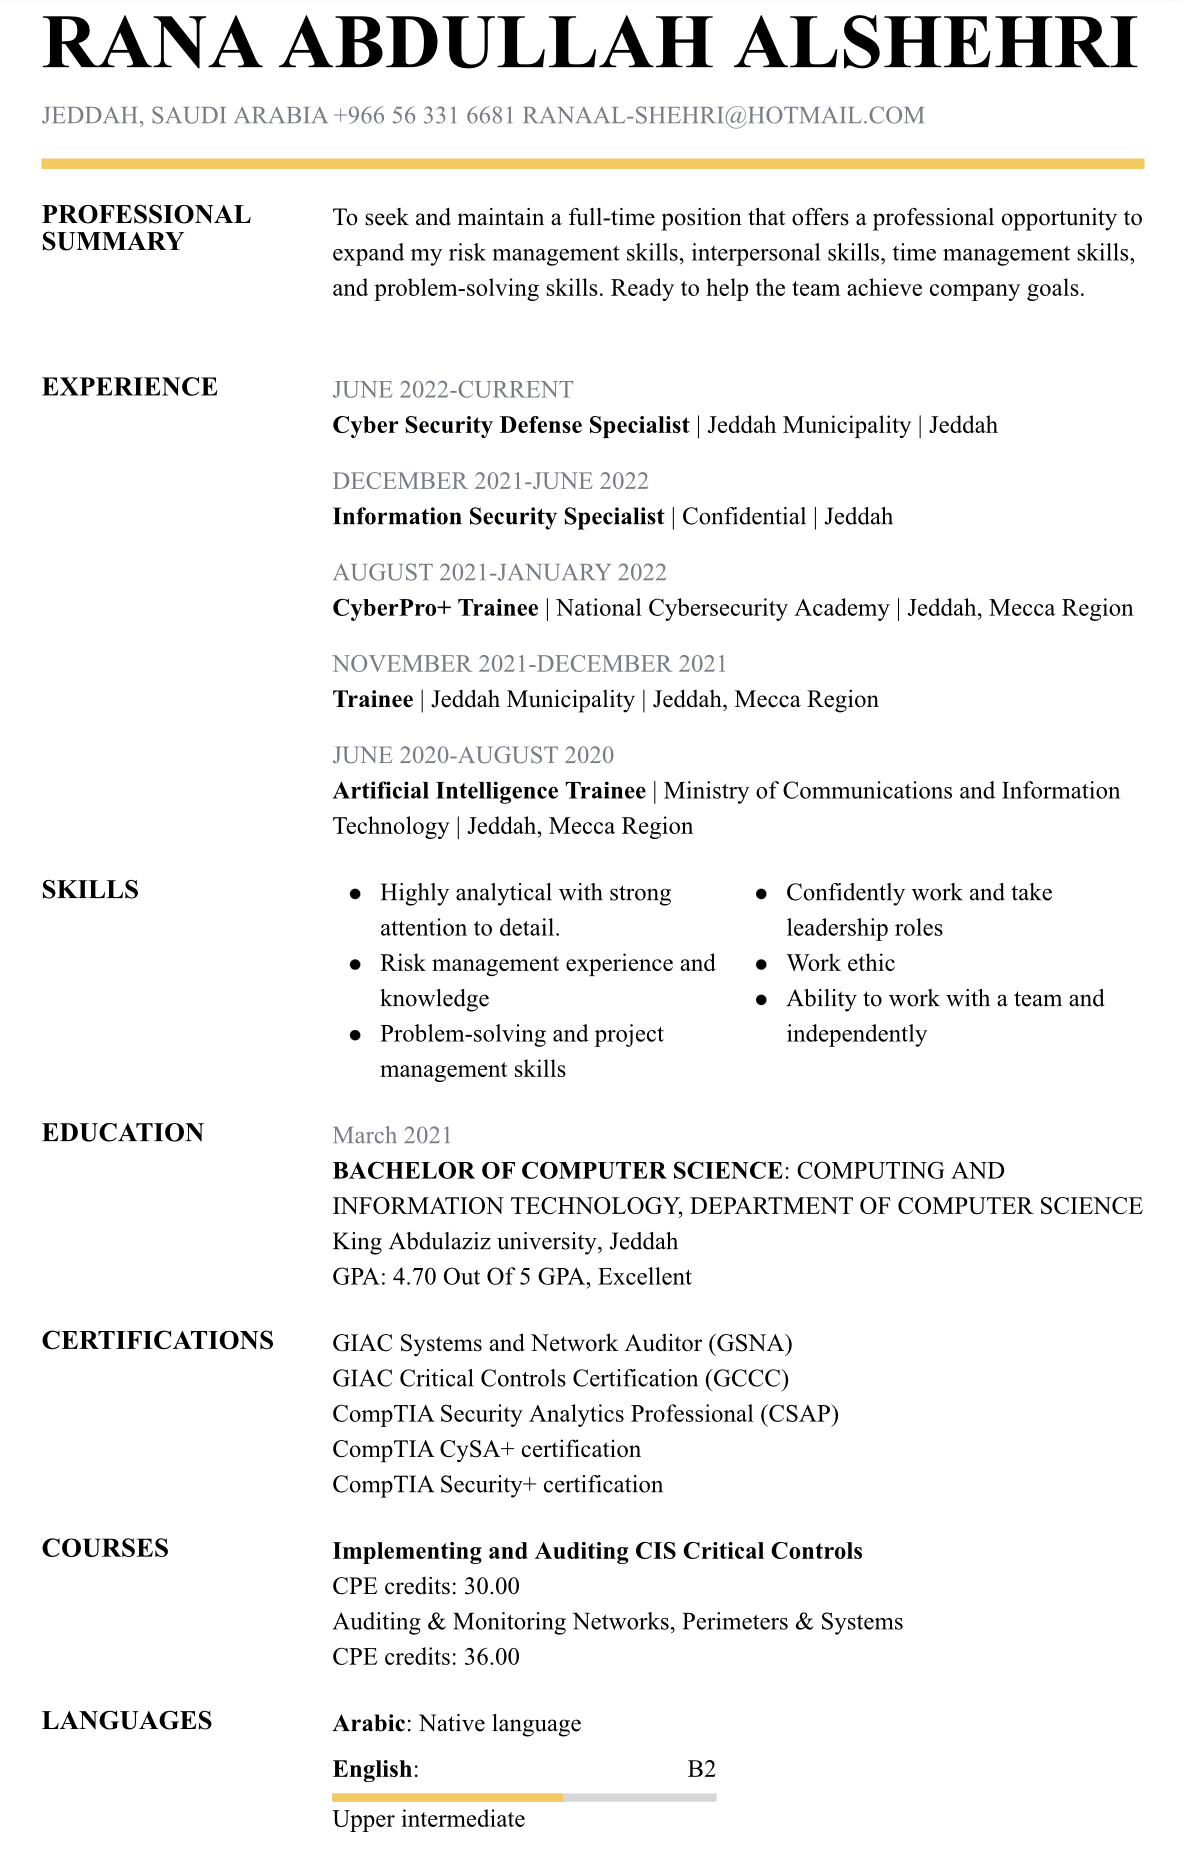 RANA ABDULLAH ALSHEHRI
JEDDAH, SAUDI ARABIA +966 56 331 6681 RANAAL-SHEHRI@HOTMAIL.COM
PROFESSIONAL
SUMMARY
To seek and maintain a full-time position that offers a professional opportunity to
expand my risk management skills, interpersonal skills, time management skills,
and problem-solving skills. Ready to help the team achieve company goals.
EXPERIENCE
JUNE 2022-CURRENT
Cyber Security Defense Specialist | Jeddah Municipality | Jeddah
DECEMBER 2021-JUNE 2022
Information Security Specialist | Confidential | Jeddah
AUGUST 2021-JANUARY 2022
CyberPro+ Trainee | National Cybersecurity Academy | Jeddah, Mecca Region
NOVEMBER 2021-DECEMBER 2021
Trainee | Jeddah Municipality | Jeddah, Mecca Region
JUNE 2020-AUGUST 2020
Artificial Intelligence Trainee | Ministry of Communications and Information
Technology | Jeddah, Mecca Region
SKILLS
● Highly analytical with strong
attention to detail.
● Risk management experience and
knowledge
● Problem-solving and project
management skills
● Confidently work and take
leadership roles
● Work ethic
● Ability to work with a team and
independently
EDUCATION
March 2021
BACHELOR OF COMPUTER SCIENCE: COMPUTING AND
INFORMATION TECHNOLOGY, DEPARTMENT OF COMPUTER SCIENCE
King Abdulaziz university, Jeddah
GPA: 4.70 Out Of 5 GPA, Excellent
CERTIFICATIONS
GIAC Systems and Network Auditor (GSNA)
GIAC Critical Controls Certification (GCCC)
CompTIA Security Analytics Professional (CSAP)
CompTIA CySA+ certification
CompTIA Security+ certification
COURSES
Implementing and Auditing CIS Critical Controls
CPE credits: 30.00
Auditing & Monitoring Networks, Perimeters & Systems
CPE credits: 36.00
LANGUAGES
Arabic: Native language
English: B2
Upper intermediate